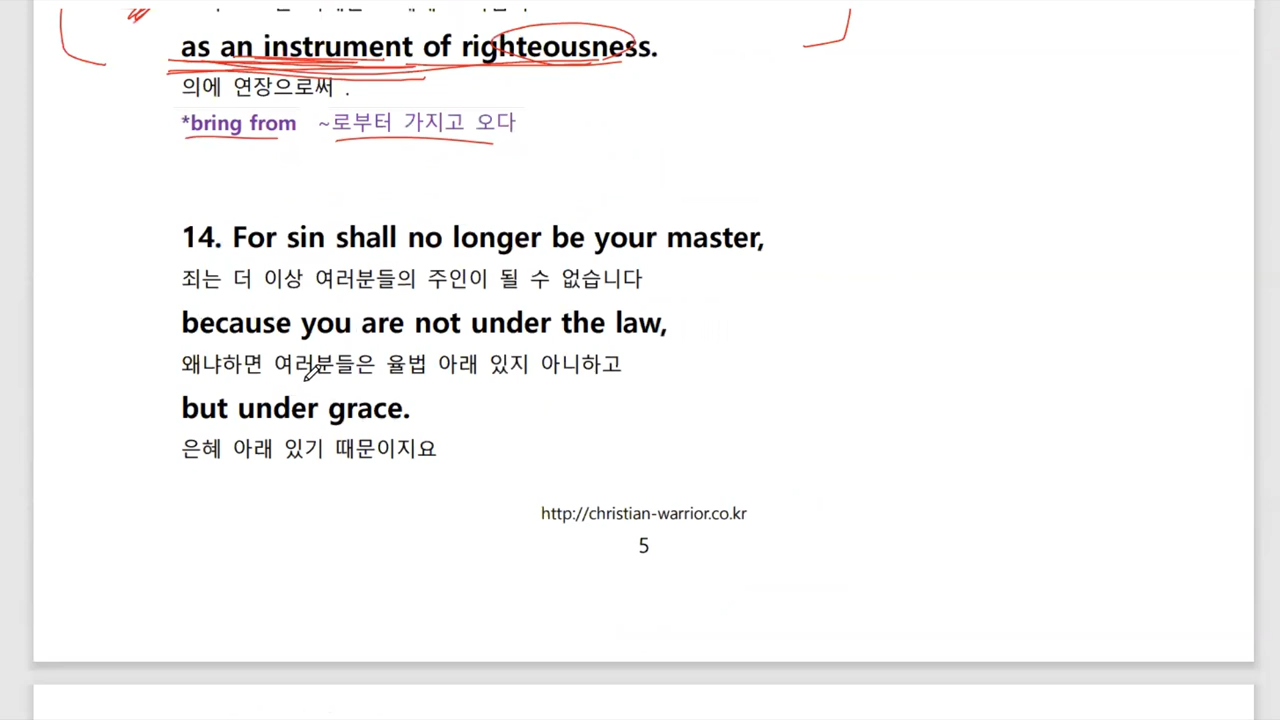 as an instrument of righteousness.
의에 연장으로써 .
*bring from ~로부터 가지고 오다
14. For sin shall no longer be your master,
죄는 더 이상 여러분들의 주인이 될 수 없습니다
because you are not under the law,
왜냐하면 여러분들은 율법 아래 있지 아니하고
but under grace.
은혜 아래 있기 때문이지요
http://christian-warrior.co.kr
5